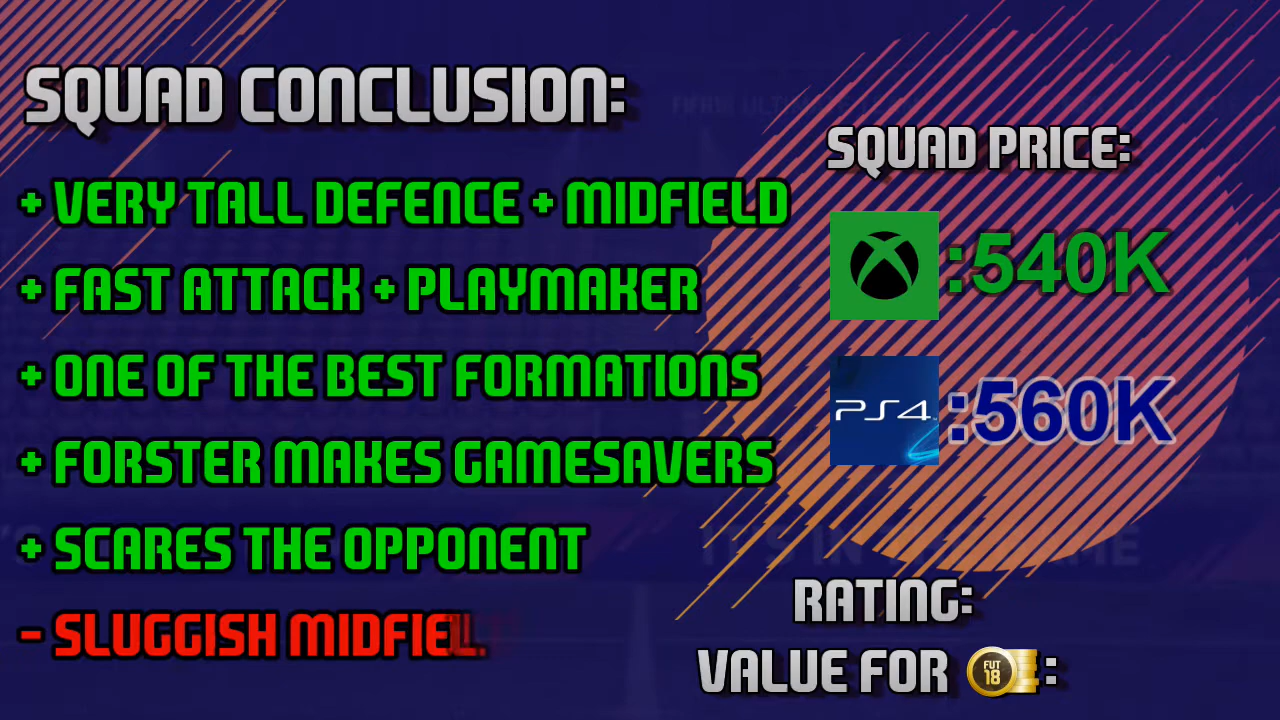 SQUAD CONCLUSION:
+ VERY TALL DEFENCE + MIDFIELD
+ FAST ATTACK + PLAYMAKER
+ ONE OF THE BEST FORMATIONS
+ FORSTER MAKES GAMESAVERS
+ SCARES THE OPPONENT
- SLUGGISH
SQUAD PRICE:
:540K
PS4 :560K
RATING:
VALUE FOR FUT 18 :